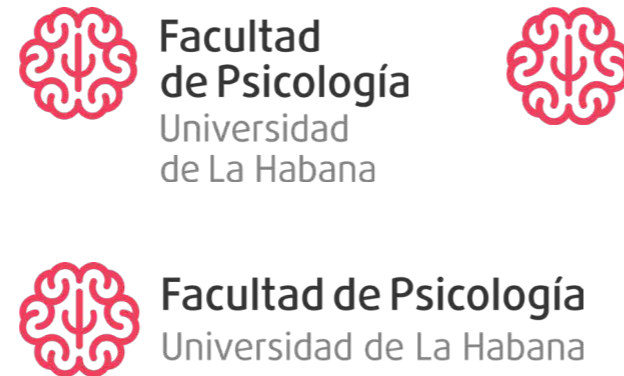 Facultad
de Psicología
Universidad
de La Habana
Facultad de Psicología
Universidad de La Habana